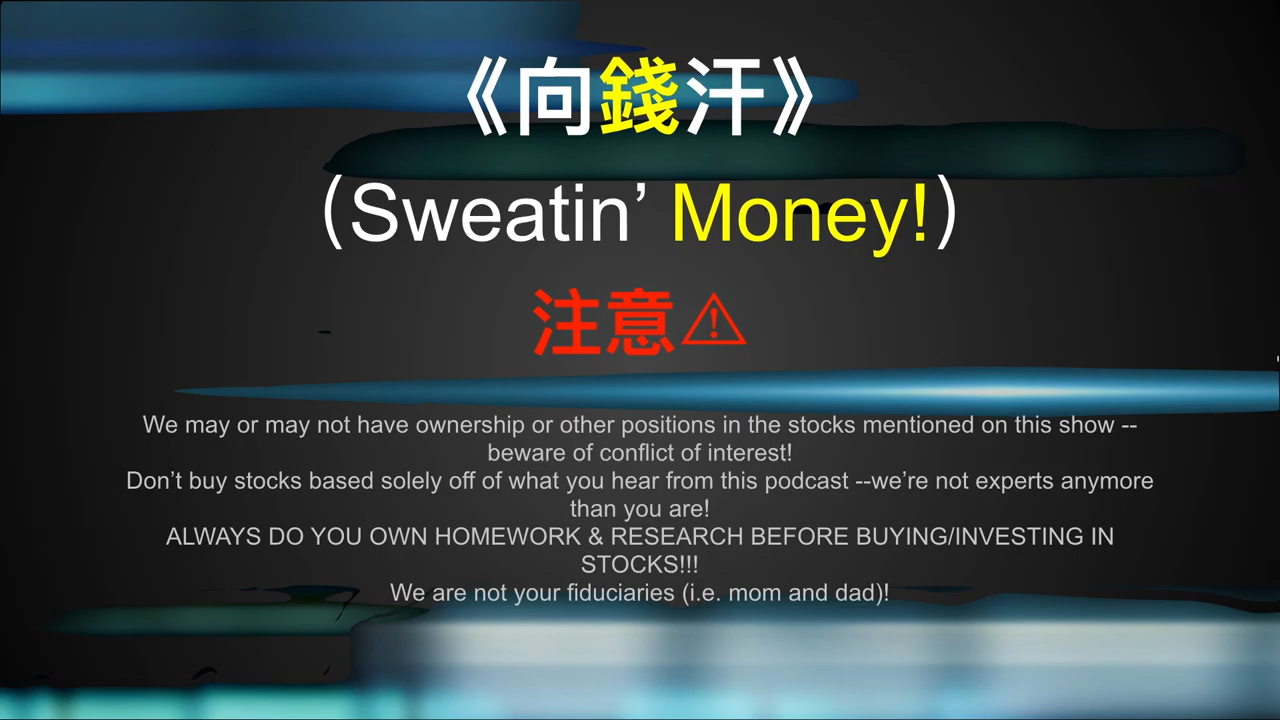 《向錢汗》
(Sweatin’ Money!)
注意⚠
We may or may not have ownership or other positions in the stocks mentioned on this show --
beware of conflict of interest!
Don’t buy stocks based solely off of what you hear from this podcast --we’re not experts anymore
than you are!
ALWAYS DO YOU OWN HOMEWORK & RESEARCH BEFORE BUYING/INVESTING IN
STOCKS!!!
We are not your fiduciaries (i.e. mom and dad)!